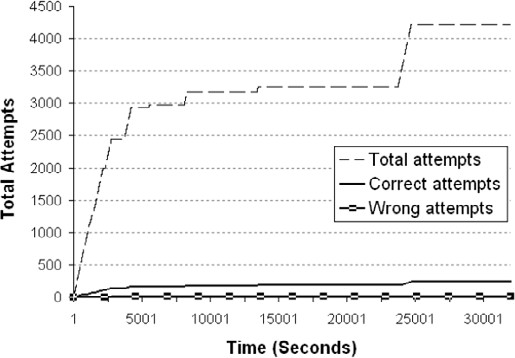 4500
4000
3500
3000
2500
2000
1500
1000
500
0
Total Attempts
Total attempts
Correct attempts
Wrong attempts
1 5001 10001 15001 20001 25001 30001
Time (Seconds)